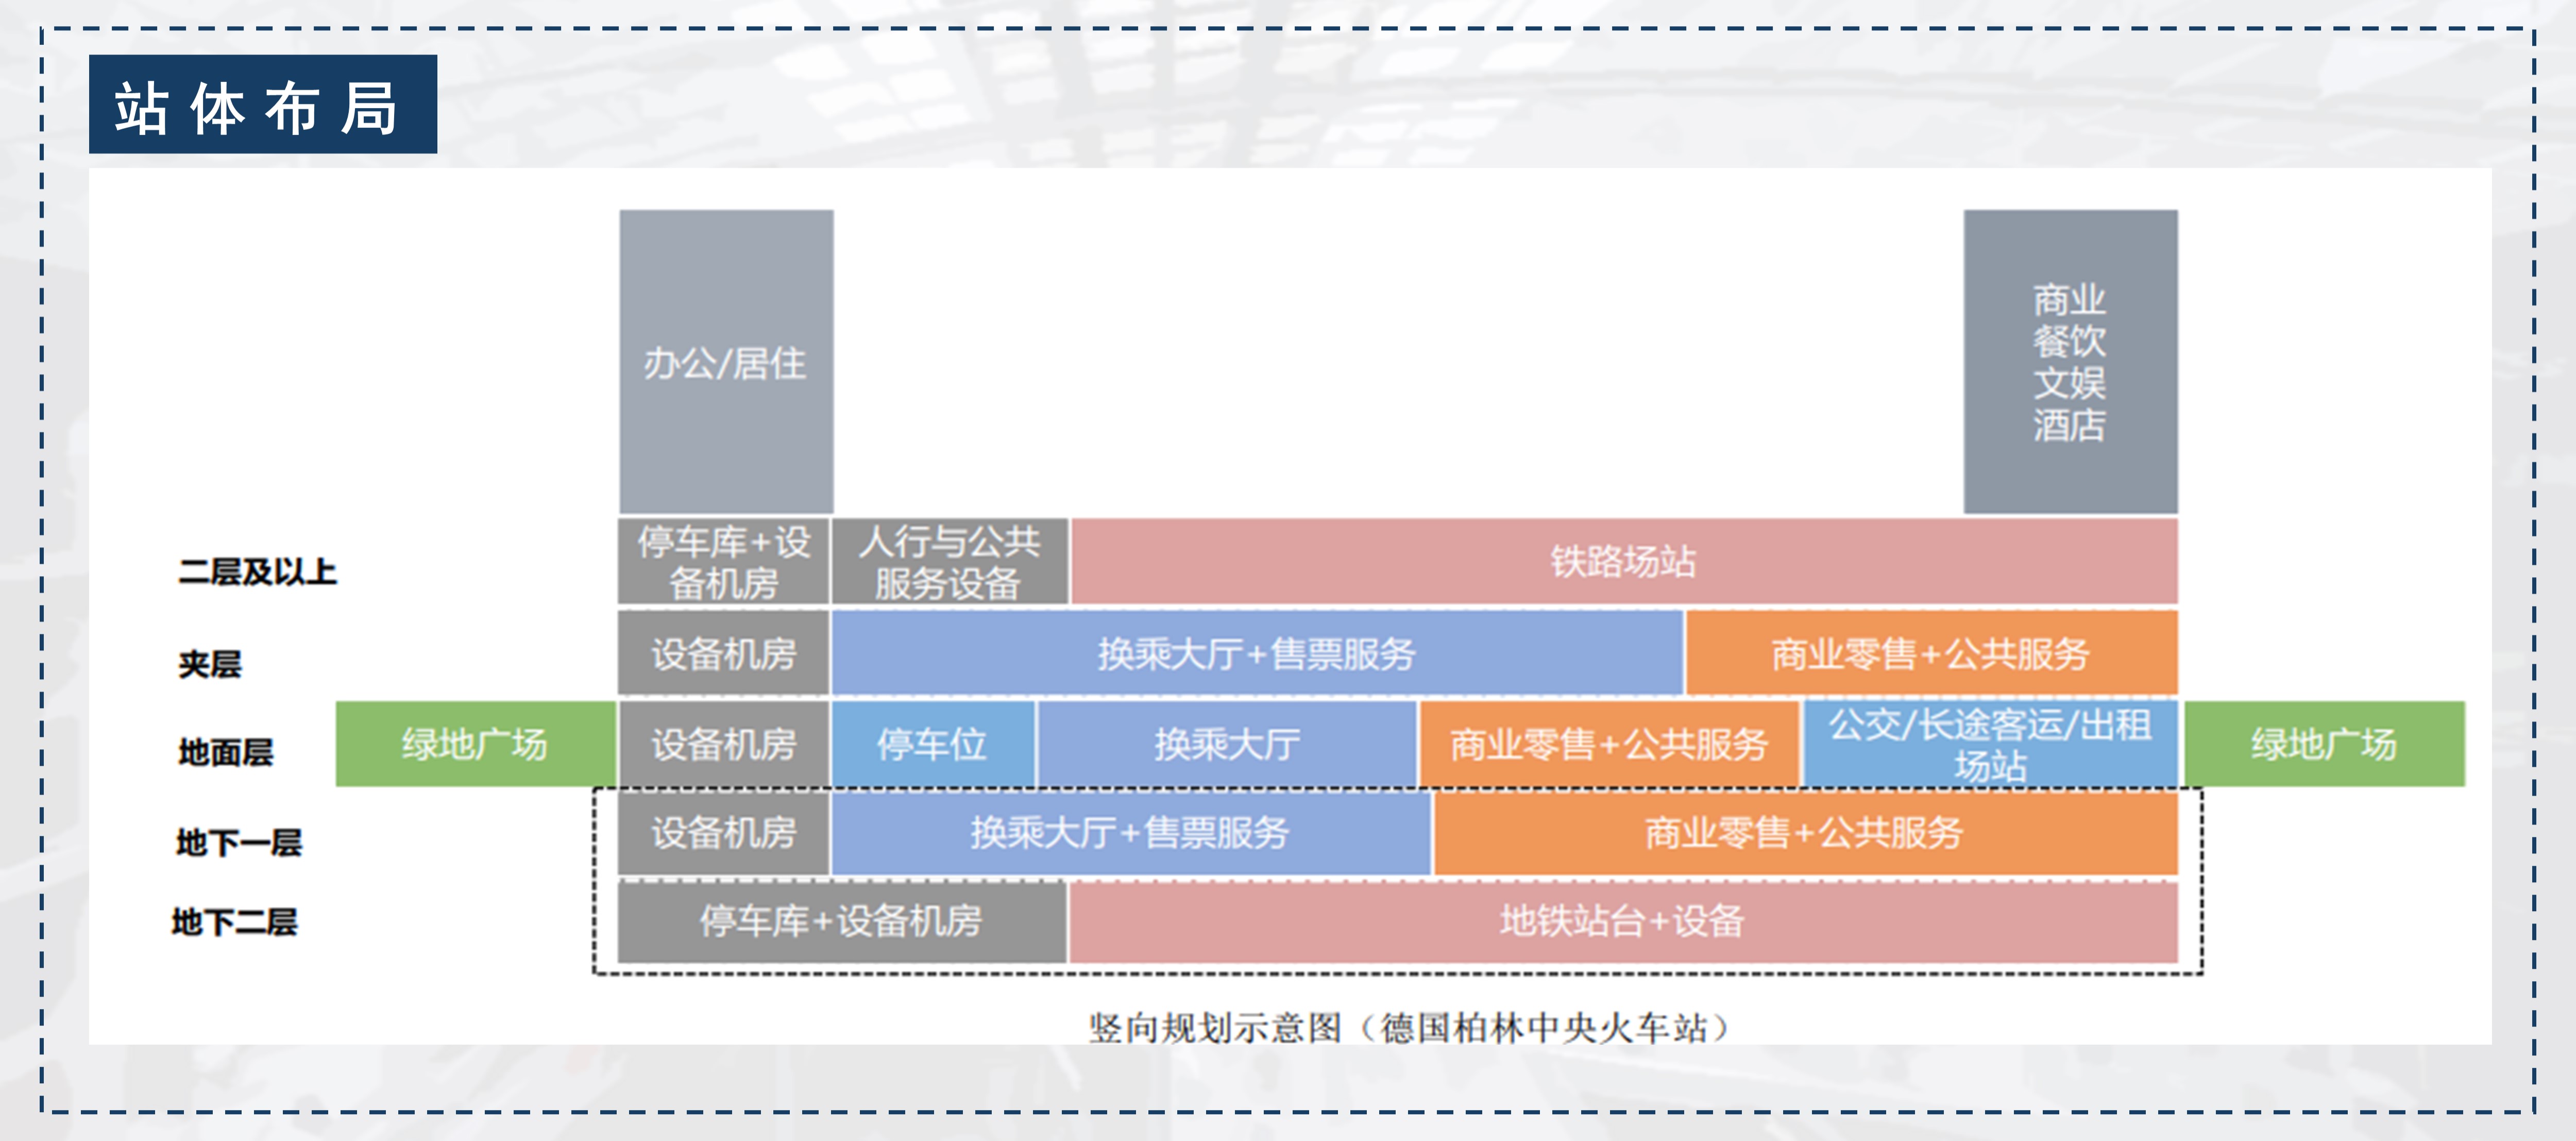 站体布局
办公/居住
商业
餐饮
文娱
酒店
二层及以上
停车库+设
备机房
人行与公共
服务设备
铁路场站
夹层
设备机房
换乘大厅+售票服务
商业零售+公共服务
地面层
绿地广场
设备机房
停车位
换乘大厅
商业零售+公共服务
公交/长途客运/出租
场站
绿地广场
地下一层
设备机房
换乘大厅+售票服务
商业零售+公共服务
地下二层
停车库+设备机房
地铁站台+设备
竖向规划示意图（德国柏林中央火车站）